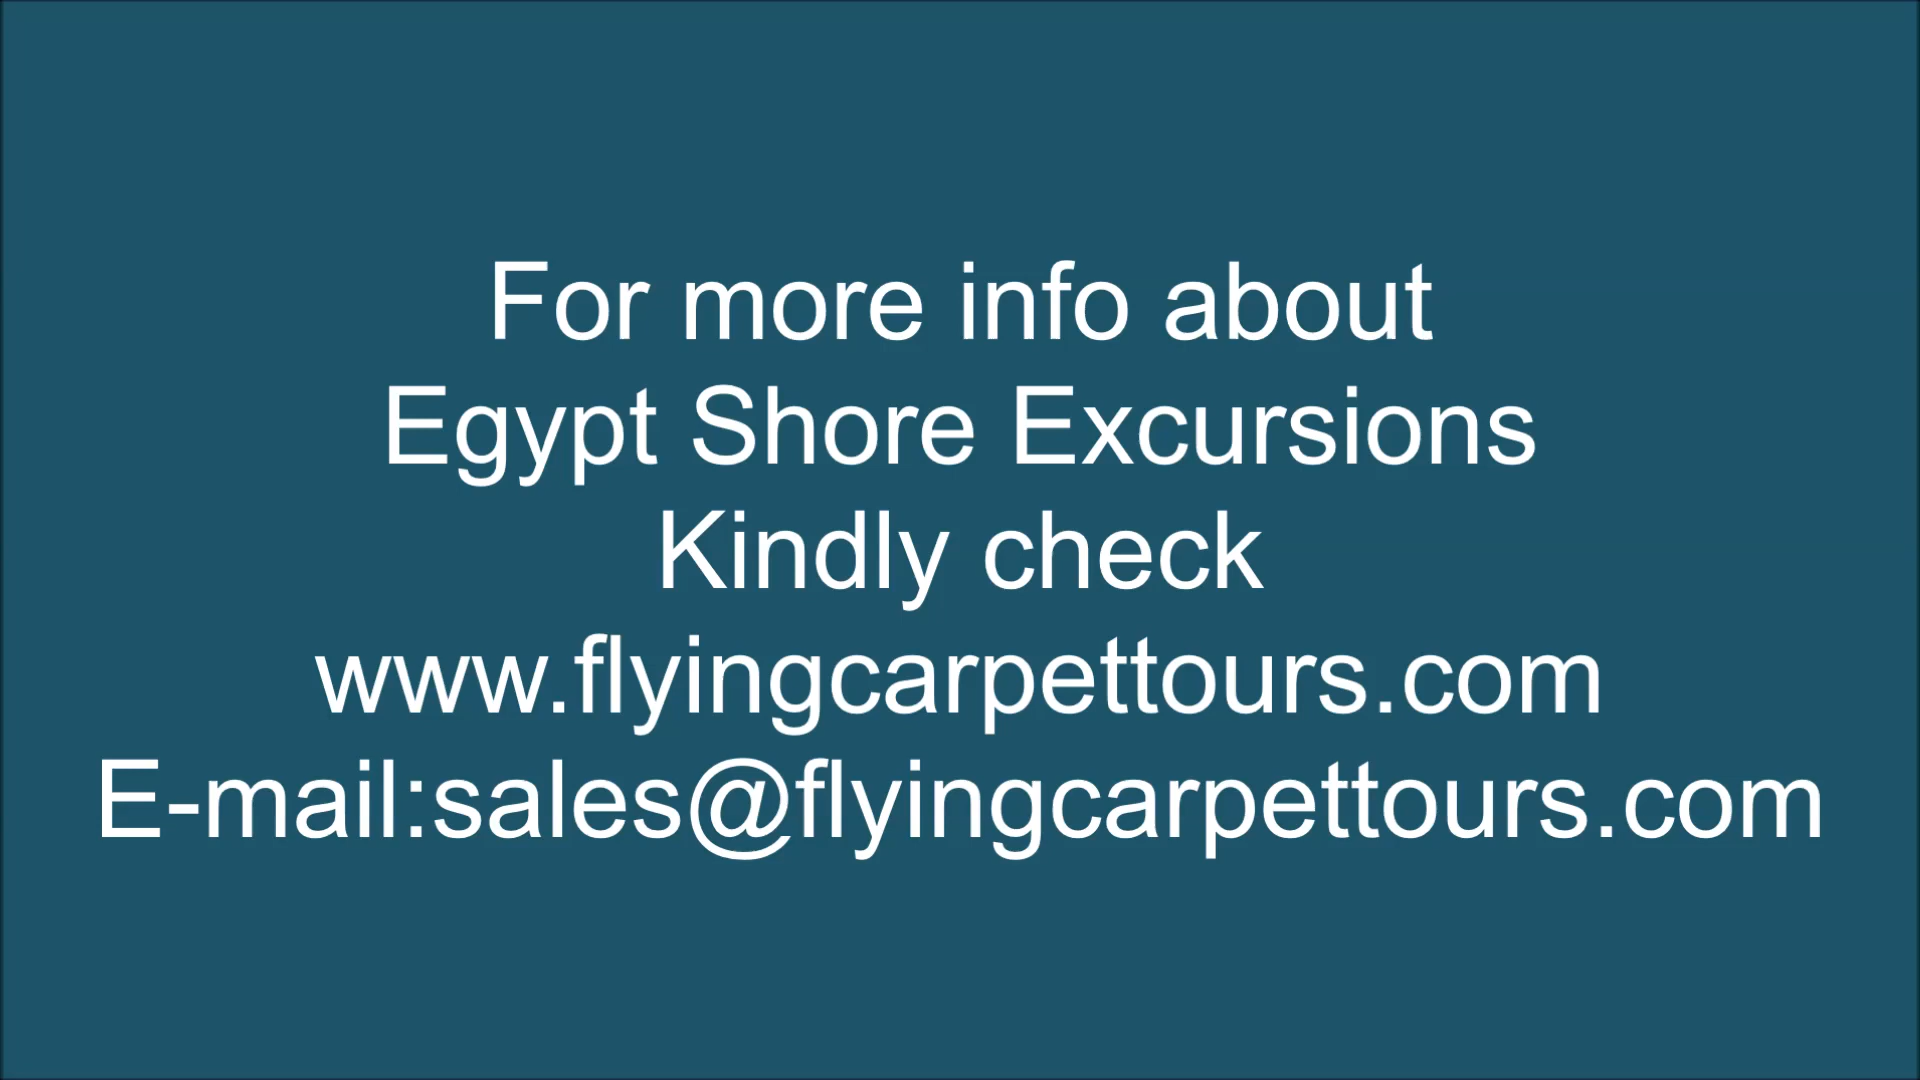 For more info about
Egypt Shore Excursions
Kindly check
www.flyingcarpettours.com
E-mail:sales@flyingcarpettours.com